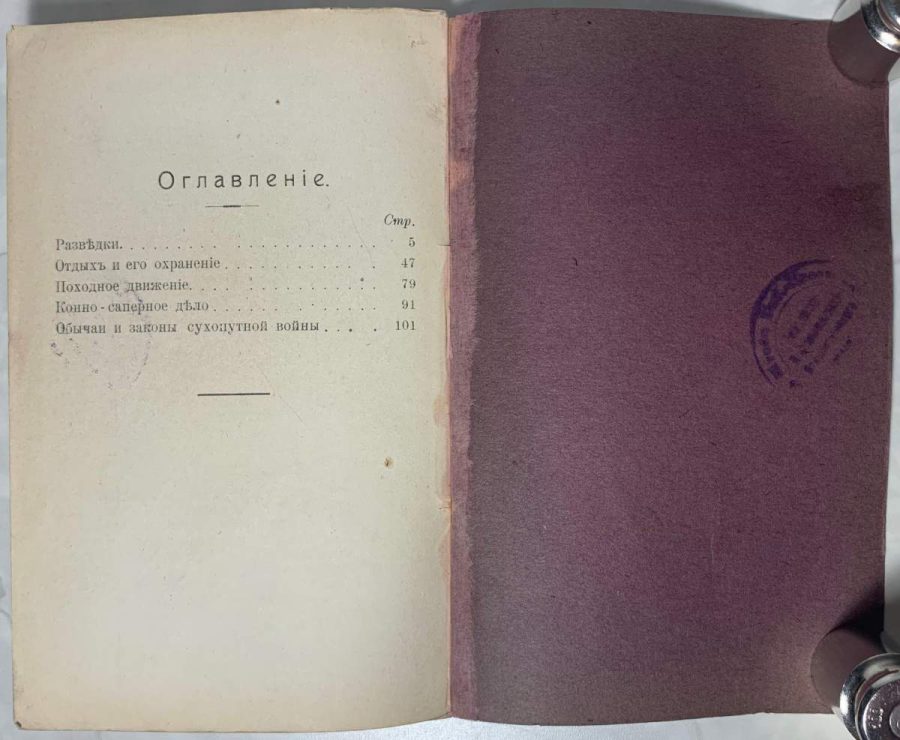 Оглавленіе.
Стр.
Развѣдки. . . . . . . . . . . . . . . . . . . . 5
Отдыхъ и его охраненіе . . . . . . . . . . 47
Походное движеніе. . . . . . . . . . . . . 79
Конно-саперное дѣло . . . . . . . . . . . . 91
Обычаи и законы сухопутной войны . . . . 101